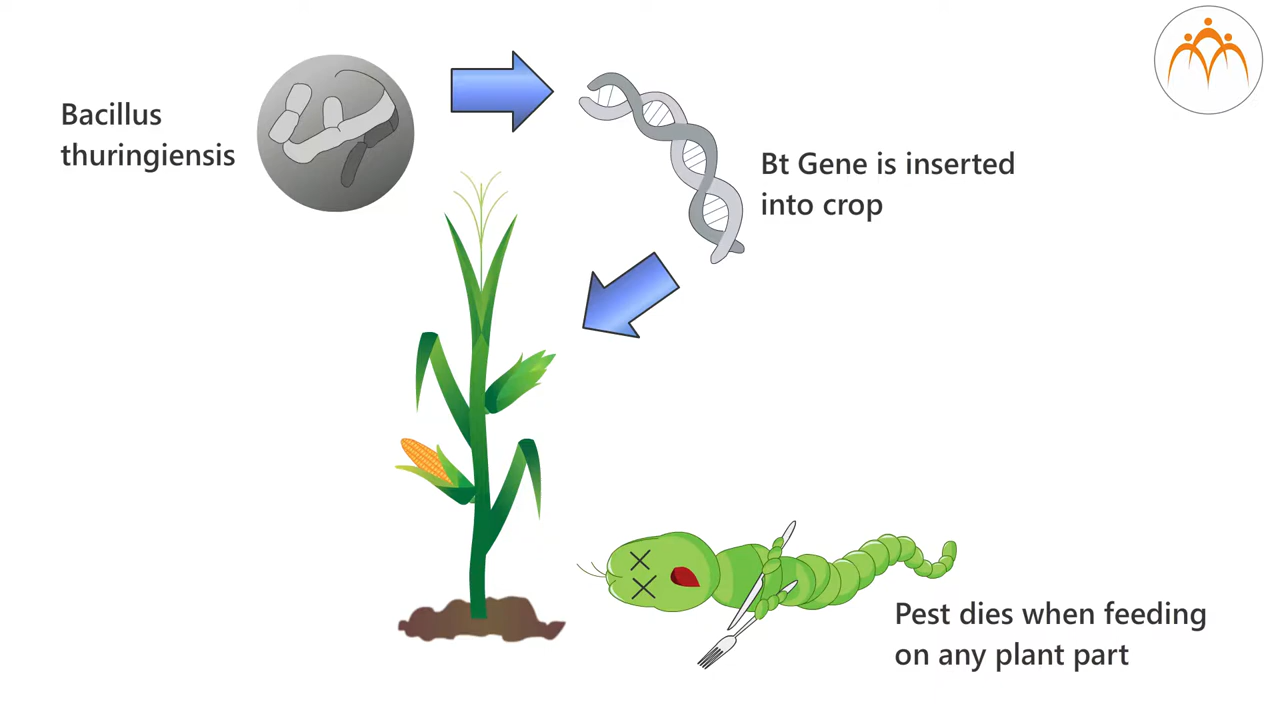 Bacillus
thuringiensis
Bt Gene is inserted
into crop
Pest dies when feeding
on any plant part